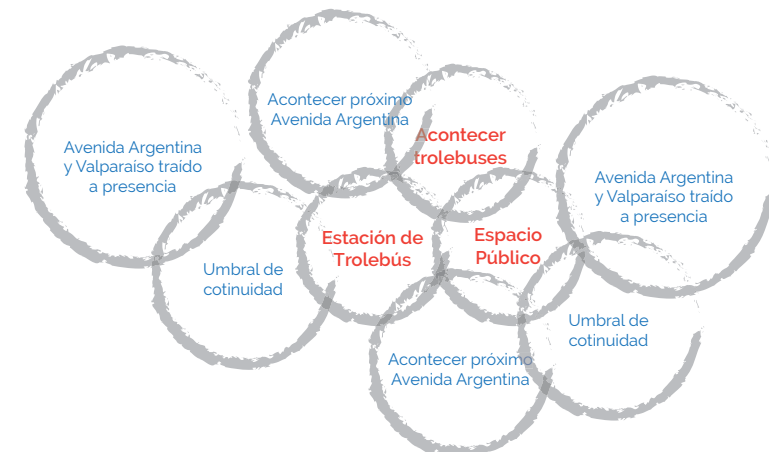 Avenida Argentina
y Valparaíso traído
a presencia
Acontecer próximo
Avenida Argentina
Acontecer
trolebuses
Avenida Argentina
y Valparaíso traído
a presencia
Umbral de
cotinuidad
Estación de
Trolebús
Espacio
Público
Umbral de
cotinuidad
Acontecer próximo
Avenida Argentina